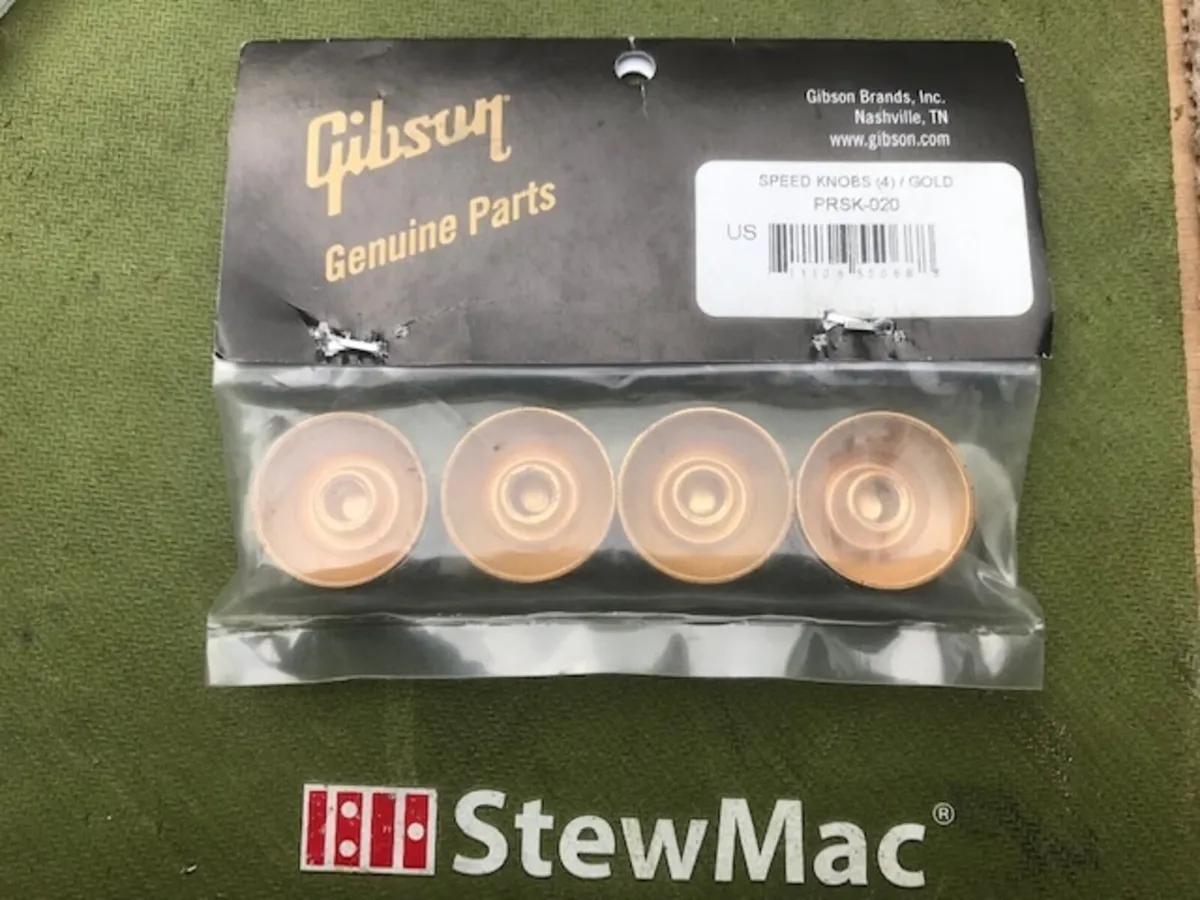 Gibson
Genuine Parts
Gibson Brands, Inc.
Nashville, TN
www.gibson.com
SPEED KNOBS (4) / GOLD
PRSK-020
US
StewMac®